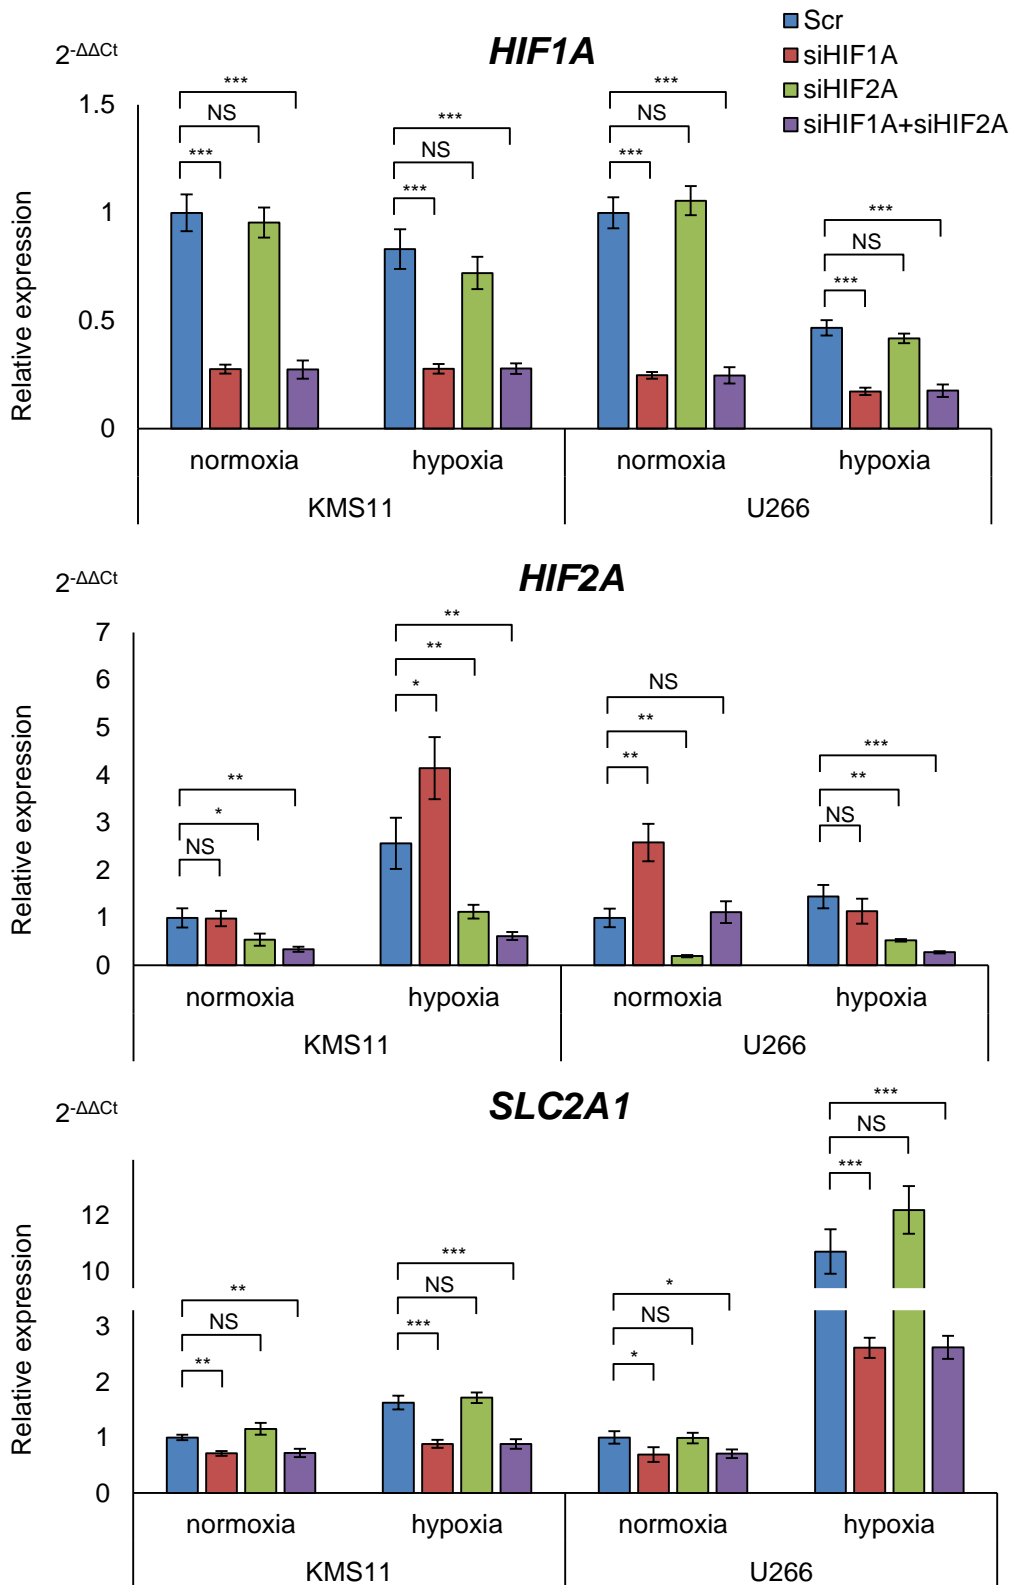 Scr
siHIF1A
siHIF2A
siHIF1A+siHIF2A
2-ΔΔCt
HIF1A
Relative expression
1.5
1
0.5
0
***
NS
***
***
NS
***
***
NS
***
***
NS
***
normoxia
hypoxia
normoxia
hypoxia
KMS11
U266
2-ΔΔCt
HIF2A
Relative expression
7
6
5
4
3
2
1
0
**
*
NS
**
**
*
NS
**
**
***
**
NS
normoxia
hypoxia
normoxia
hypoxia
KMS11
U266
2-ΔΔCt
SLC2A1
Relative expression
12
10
3
2
1
0
**
NS
**
***
NS
***
*
NS
*
***
NS
***
normoxia
hypoxia
normoxia
hypoxia
KMS11
U266